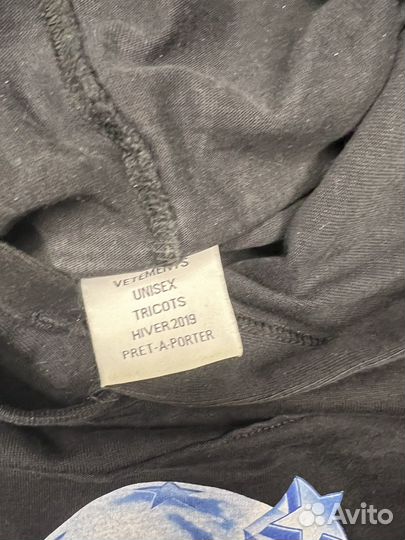 VETEMENTS
UNISEX
TRICOTS
HIVER 2019
PRET-A-PORTER
Avito